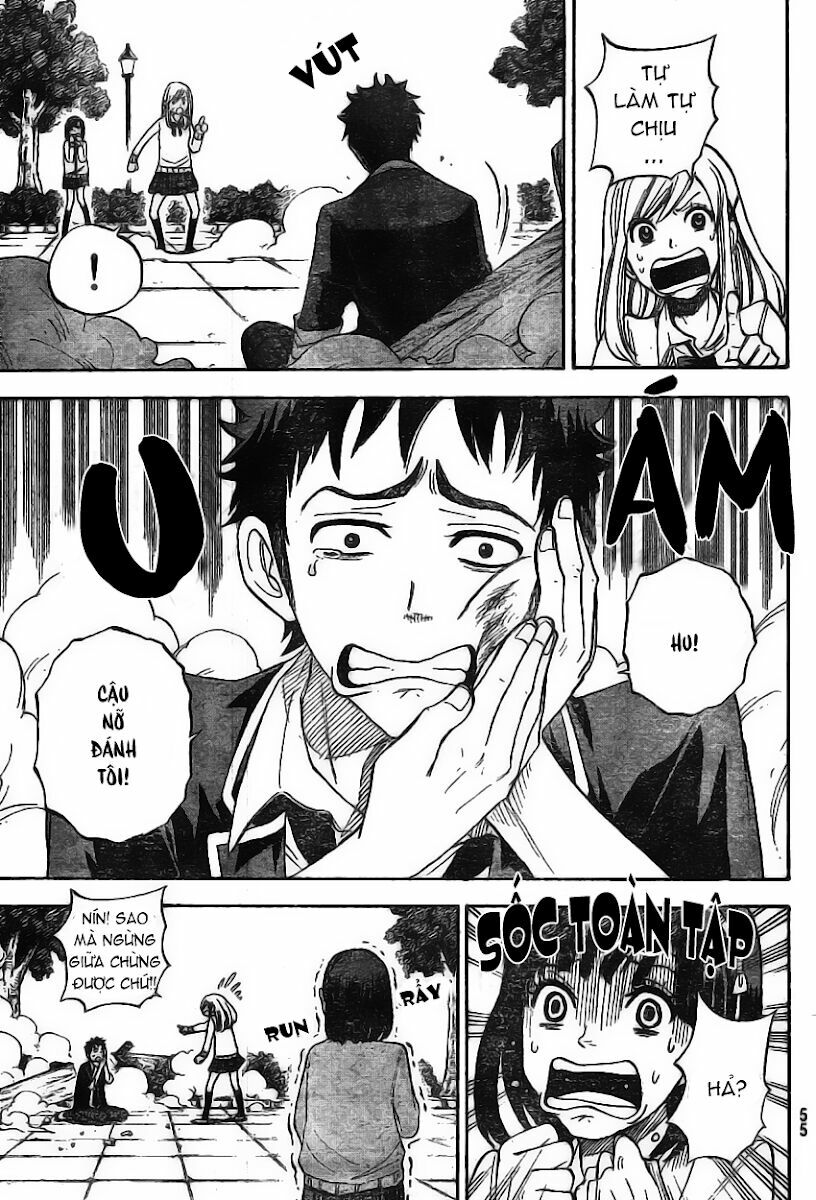 TỰ
LÀM TỰ
CHỊU
...
VÚT
!
U ÁM
HU!
CẬU
NỠ
ĐÁNH
TÔI!
SỐC TOÀN TẬP
HẢ?
RUN RẨY
NÍN! SAO
MÀ NGỪNG
GIỮA CHỪNG
ĐƯỢC CHỨ!!
55